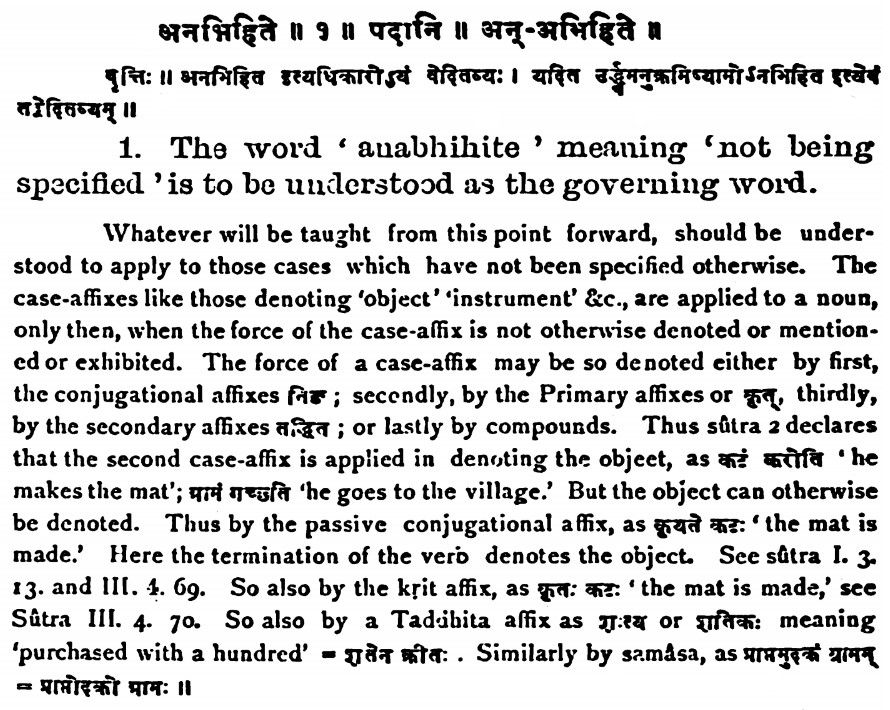 अनभिहिते ॥ १ ॥ पदानि ॥ अन्-अभिहिते ॥
वृत्तिः ॥ अनभिहित इत्यधिकारोऽयं वेदितव्यः । यदित ऊर्द्ध्वमनुक्रमिष्यामोऽनभिहित इत्येवं
तद्वेदितव्यम् ॥
1. The word ‘ anabhihite ’ meaning ‘not being
specified ’ is to be understood as the governing word.
Whatever will be taught from this point forward, should be under-
stood to apply to those cases which have not been specified otherwise. The
case-affixes like those denoting ‘object’ ‘instrument’ &c., are applied to a noun,
only then, when the force of the case-affix is not otherwise denoted or mention-
ed or exhibited. The force of a case-affix may be so denoted either by first,
the conjugational affixes तिङ ; secondly, by the Primary affixes or कृत्, thirdly,
by the secondary affixes तद्धित ; or lastly by compounds. Thus sûtra 2 declares
that the second case-affix is applied in denoting the object, as कटं करोति ‘he
makes the mat’; ग्रामं गच्छति ‘he goes to the village.’ But the object can otherwise
be denoted. Thus by the passive conjugational affix, as क्रियते कटः ‘ the mat is
made.’ Here the termination of the verb denotes the object. See sûtra I. 3.
13. and III. 4. 69. So also by the kṛit affix, as कृतः कटः ‘ the mat is made,’ see
Sûtra III. 4. 70. So also by a Taddhita affix as शत्य or शतिकः meaning
‘purchased with a hundred’ = शतेन क्रीतः . Similarly by samâsa, as प्राप्तमुदकं ग्रामम्
= प्राप्तोदको ग्रामः ॥